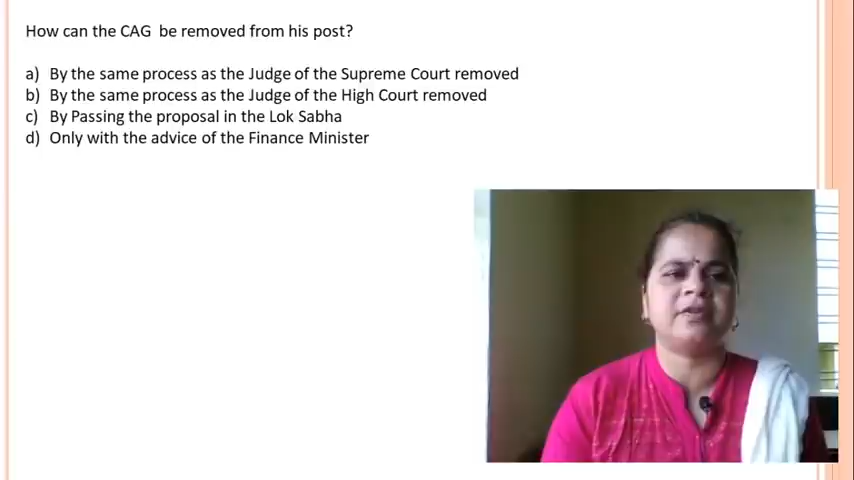 How can the CAG be removed from his post?
a) By the same process as the Judge of the Supreme Court removed
b) By the same process as the Judge of the High Court removed
c) By Passing the proposal in the Lok Sabha
d) Only with the advice of the Finance Minister